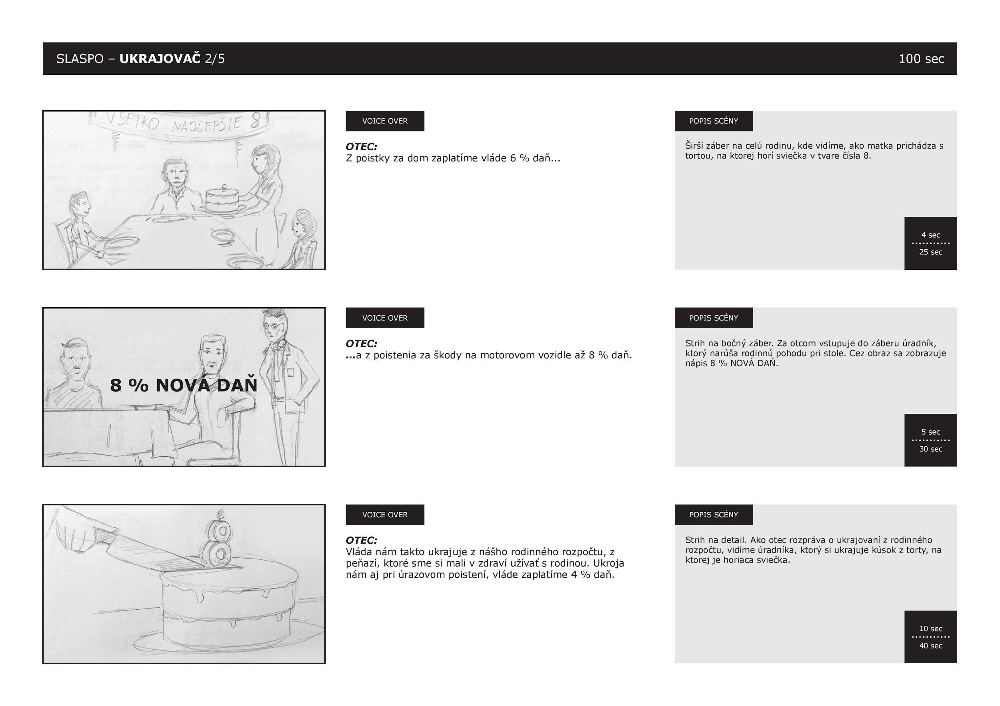 SLASPO – UKRAJOVAČ 2/5
100 sec
VŠETKO NAJLEPŠIE 8
VOICE OVER
OTEC:
Z poistky za dom zaplatíme vláde 6 % daň...
POPIS SCÉNY
Širší záber na celú rodinu, kde vidíme, ako matka prichádza s
tortou, na ktorej horí sviečka v tvare čísla 8.
4 sec
25 sec
8 % NOVÁ DAŇ
VOICE OVER
OTEC:
...a z poistenia za škody na motorovom vozidle až 8 % daň.
POPIS SCÉNY
Strih na bočný záber. Za otcom vstupuje do záberu úradník,
ktorý narúša rodinnú pohodu pri stole. Cez obraz sa zobrazuje
nápis 8 % NOVÁ DAŇ.
5 sec
30 sec
8
VOICE OVER
OTEC:
Vláda nám takto ukrajuje z nášho rodinného rozpočtu, z
peňazí, ktoré sme si mali v zdraví užívať s rodinou. Ukroja
nám aj pri úrazovom poistení, vláde zaplatíme 4 % daň.
POPIS SCÉNY
Strih na detail. Ako otec rozpráva o ukrajovaní z rodinného
rozpočtu, vidíme úradníka, ktorý si ukrajuje kúsok z torty, na
ktorej je horiaca sviečka.
10 sec
40 sec